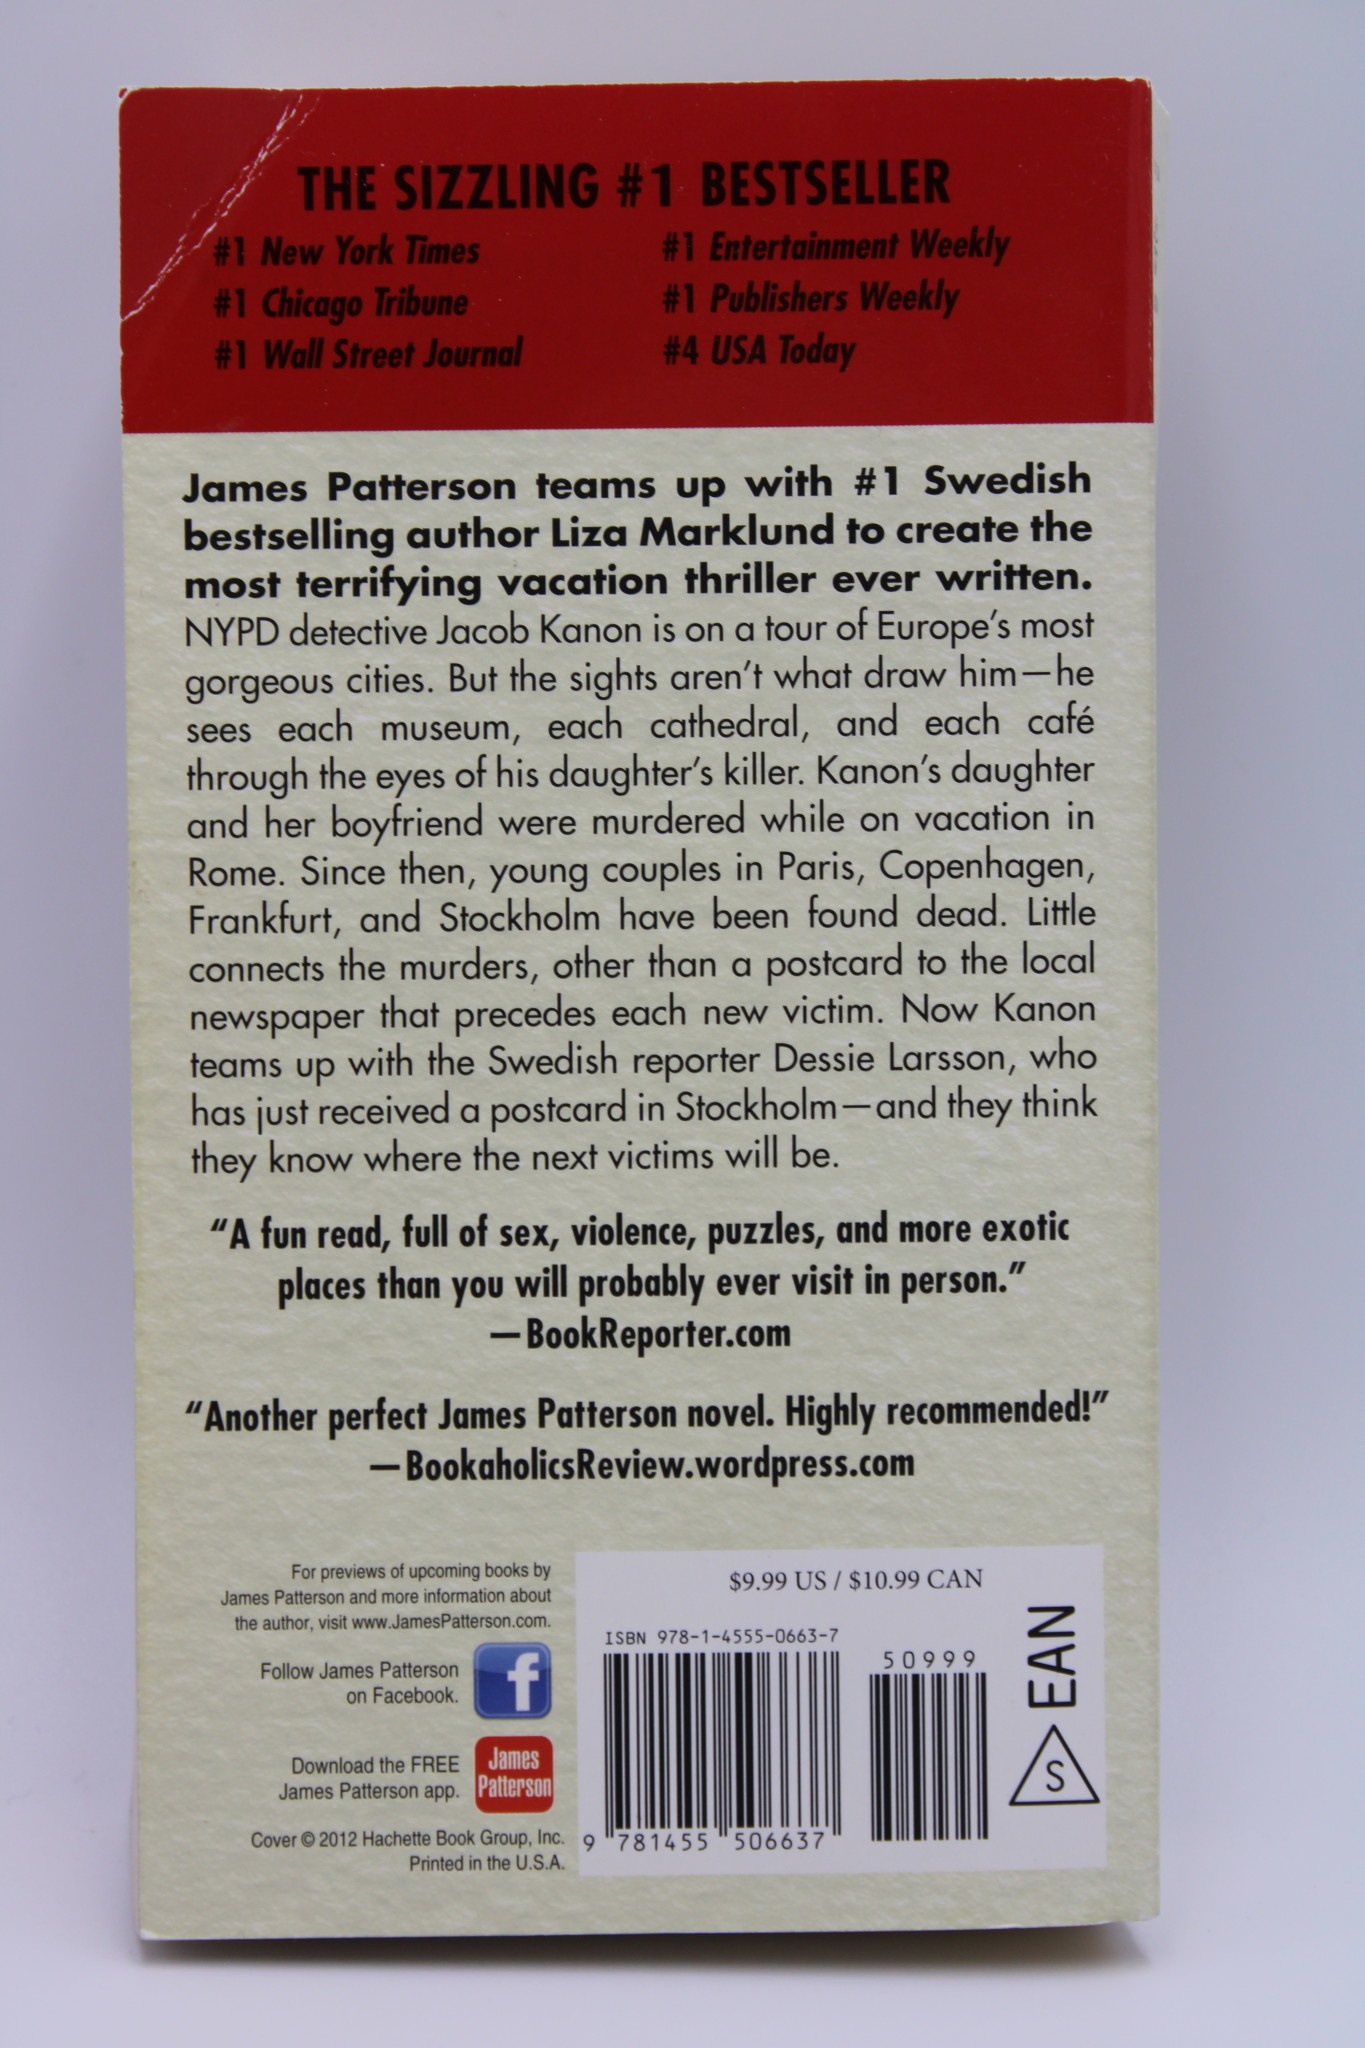 THE SIZZLING #1 BESTSELLER
#1 New York Times
#1 Chicago Tribune
#1 Wall Street Journal
#1 Entertainment Weekly
#1 Publishers Weekly
#4 USA Today
James Patterson teams up with #1 Swedish
bestselling author Liza Marklund to create the
most terrifying vacation thriller ever written.
NYPD detective Jacob Kanon is on a tour of Europe's most
gorgeous cities. But the sights aren't what draw him—he
sees each museum, each cathedral, and each café
through the eyes of his daughter's killer. Kanon's daughter
and her boyfriend were murdered while on vacation in
Rome. Since then, young couples in Paris, Copenhagen,
Frankfurt, and Stockholm have been found dead. Little
connects the murders, other than a postcard to the local
newspaper that precedes each new victim. Now Kanon
teams up with the Swedish reporter Dessie Larsson, who
has just received a postcard in Stockholm—and they think
they know where the next victims will be.
“A fun read, full of sex, violence, puzzles, and more exotic
places than you will probably ever visit in person.”
—BookReporter.com
“Another perfect James Patterson novel. Highly recommended!”
—BookaholicsReview.wordpress.com
For previews of upcoming books by
James Patterson and more information about
the author, visit www.JamesPatterson.com.
Follow James Patterson
on Facebook.
f
Download the FREE
James Patterson app.
James
Patterson
Cover © 2012 Hachette Book Group, Inc.
Printed in the U.S.A.
$9.99 US / $10.99 CAN
ISBN 978-1-4555-0663-7
50999
9 781455 506637
EAN
S